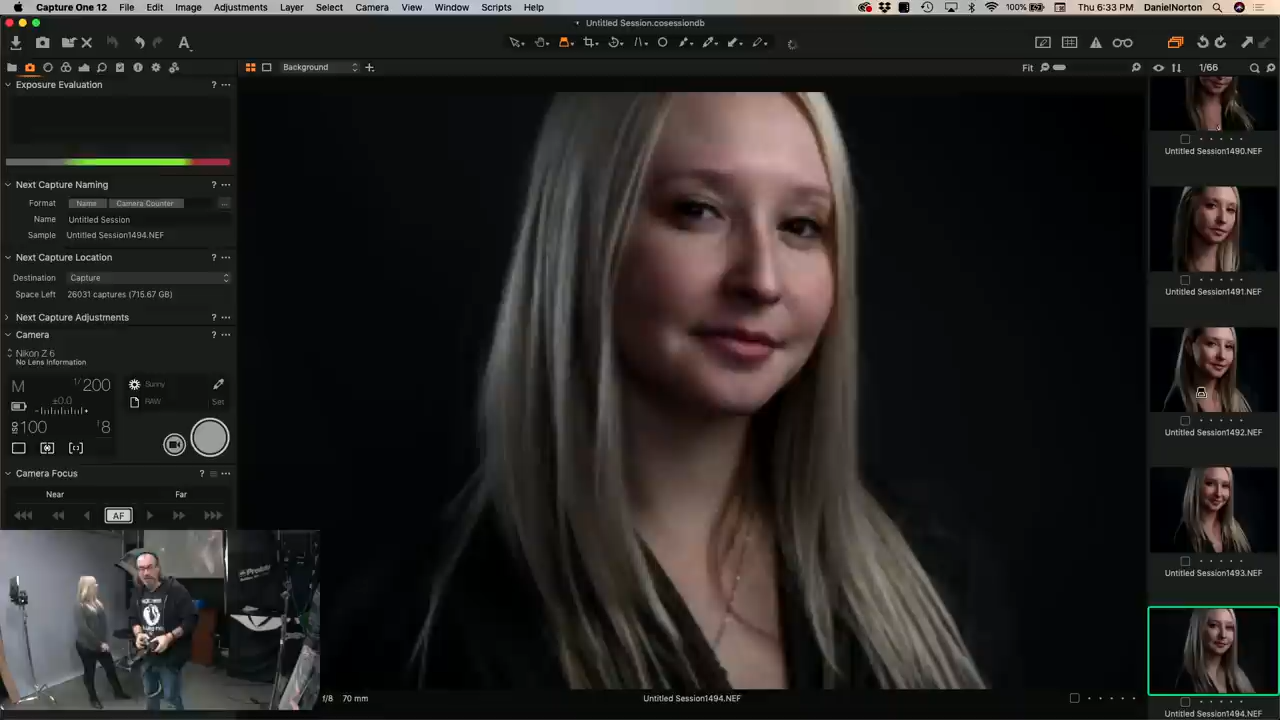 Capture One 12 File Edit View Image Adjustments Layer Select Camera View Window Scripts Help 100% Thu 6:33 PM DanielNorton
Untitled Session.cosessiondb
A
Background
Fit
1/66
Exposure Evaluation ? ...
Next Capture Naming ? ...
Format Name Camera Counter ...
Name Untitled Session
Sample Untitled Session1494.NEF
Next Capture Location ? ...
Destination Capture
Space Left 26031 captures (715.67 GB)
Next Capture Adjustments ? ...
Camera ? ...
Nikon Z 6
No Lens Information
M 1/200 Sunny
±0.0
RAW Set
ISO 100 f/8
Camera Focus ? ...
Near Far
AF
f/8 70 mm
Untitled Session1494.NEF
Untitled Session1490.NEF
Untitled Session1491.NEF
Untitled Session1492.NEF
Untitled Session1493.NEF
Untitled Session1494.NEF